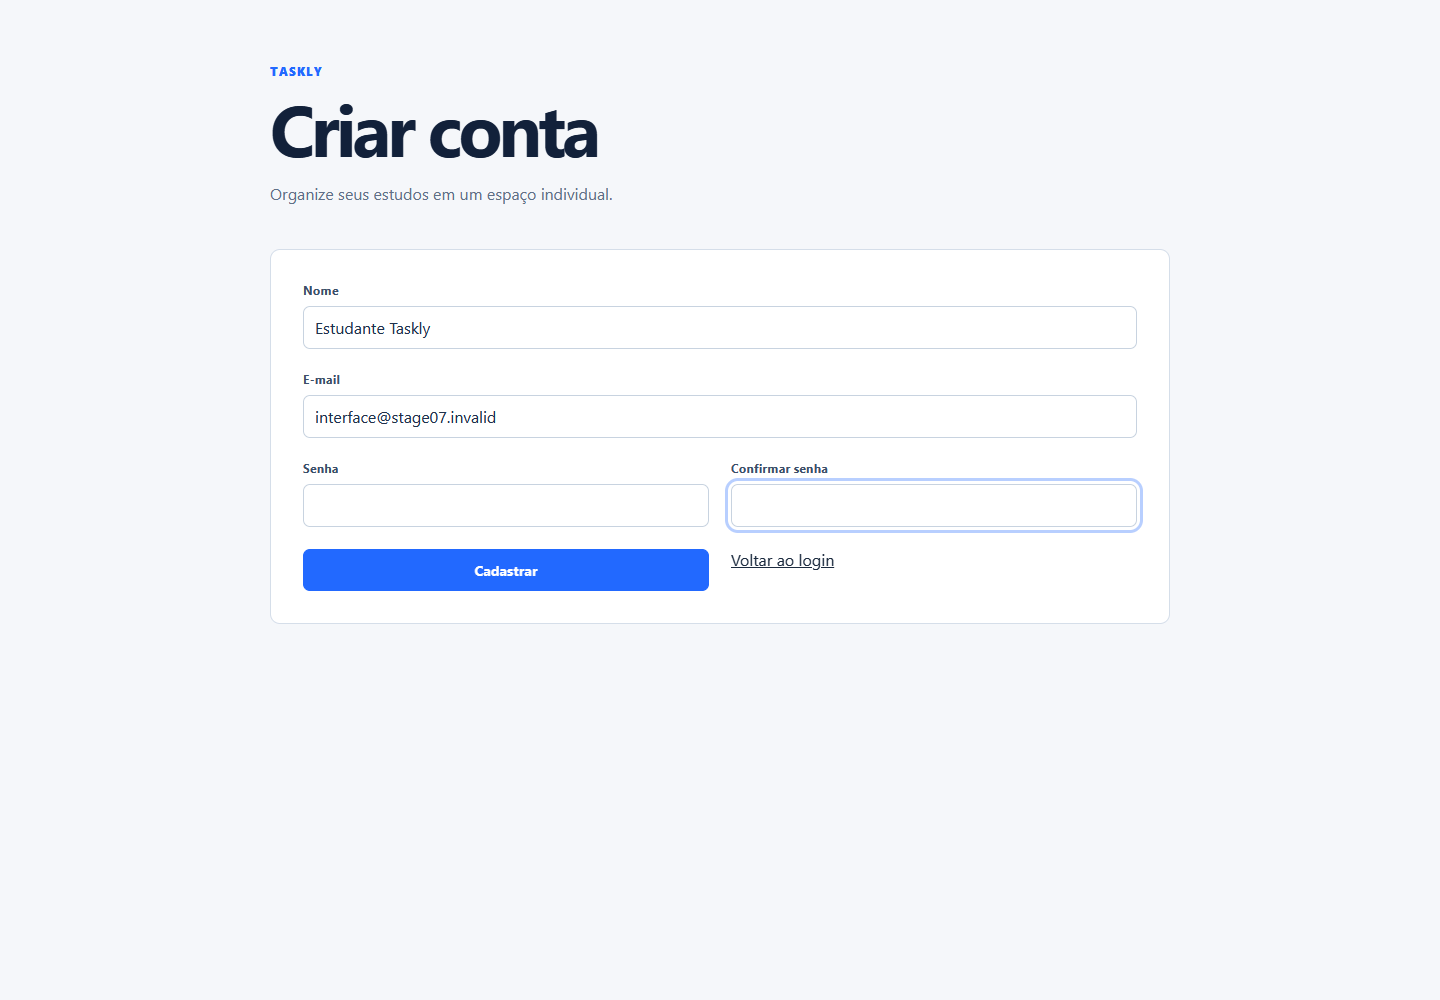 TASKLY
Criar conta
Organize seus estudos em um espaço individual.
Nome
Estudante Taskly
E-mail
interface@stage07.invalid
Senha
Confirmar senha
Cadastrar
Voltar ao login